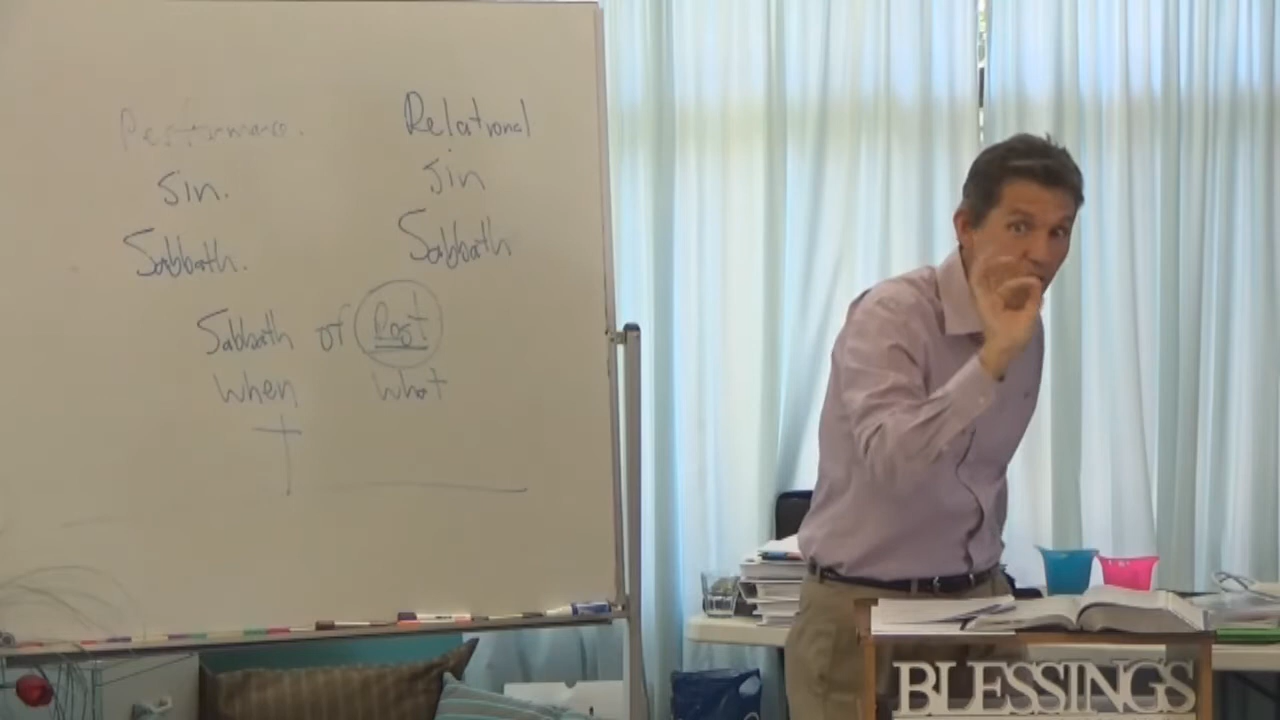 Performance. Relational
Sin. Sin
Sabbath. Sabbath
Sabbath of Rest
when what
BLESSINGS